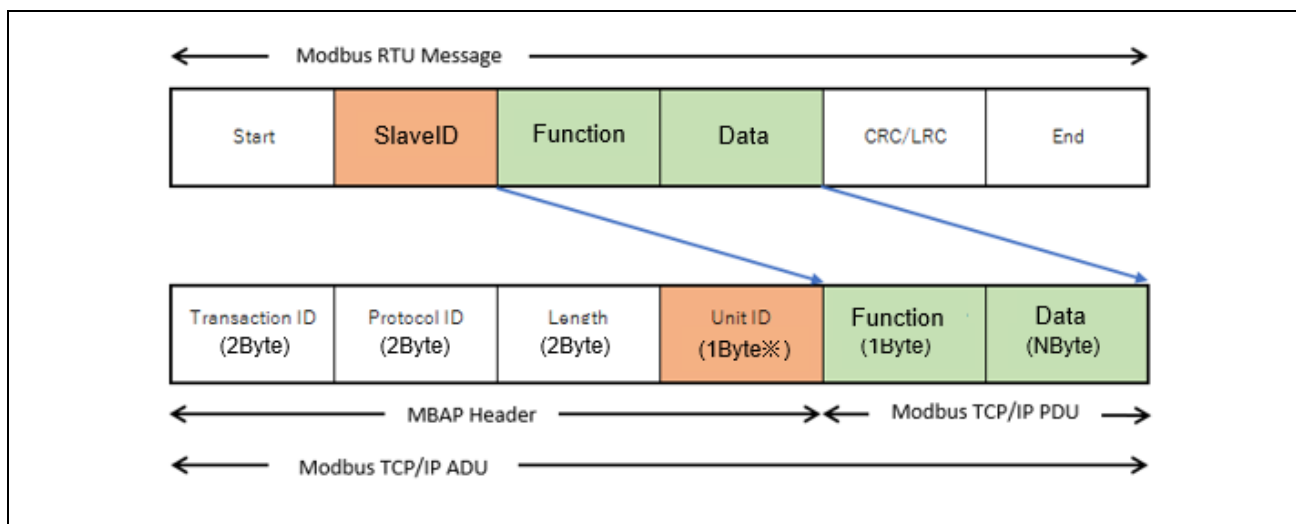 Modbus RTU Message
Start SlaveID Function Data CRC/LRC End
Transaction ID Protocol ID Length Unit ID Function Data
(2Byte) (2Byte) (2Byte) (1Byte※) (1Byte) (NByte)
MBAP Header Modbus TCP/IP PDU
Modbus TCP/IP ADU